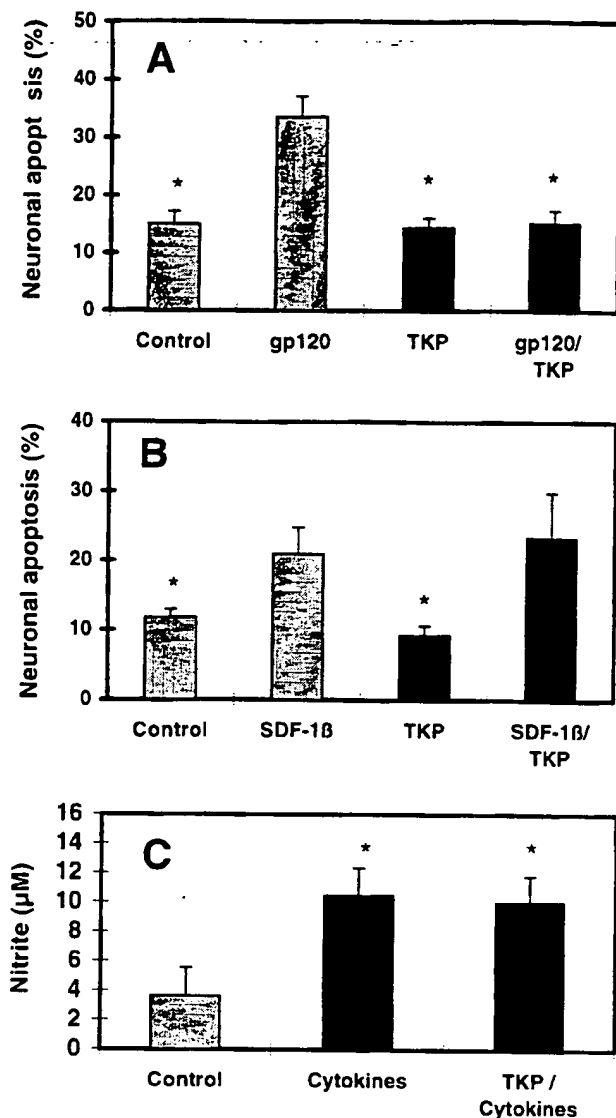 Neuronal apopt sis (%)
A
50
40
30
20
10
0
*
*
*
Control gp120 TKP gp120/
TKP
Neuronal apoptosis (%)
B
40
30
20
10
0
*
*
Control SDF-1ß TKP SDF-1ß/
TKP
Nitrite (µM)
C
16
14
12
10
8
6
4
2
0
*
*
Control Cytokines TKP /
Cytokines